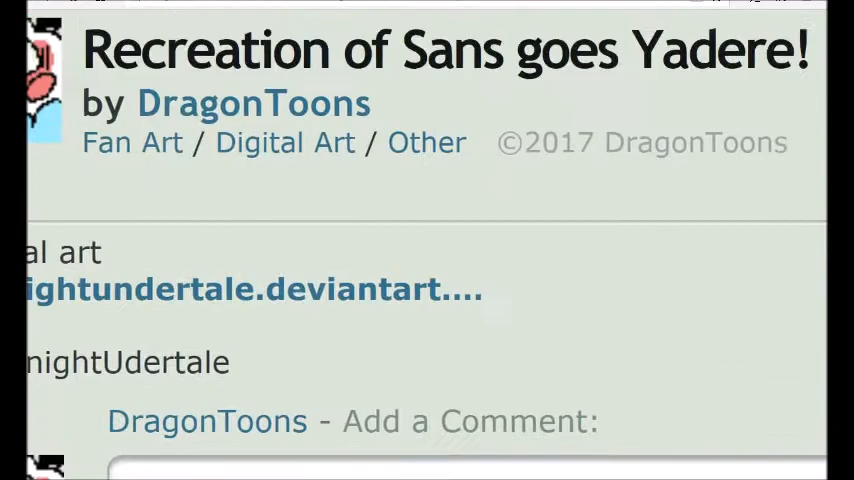 Recreation of Sans goes Yadere!
by DragonToons
Fan Art / Digital Art / Other ©2017 DragonToons
al art
ightundertale.deviantart....
nightUdertale
DragonToons - Add a Comment: